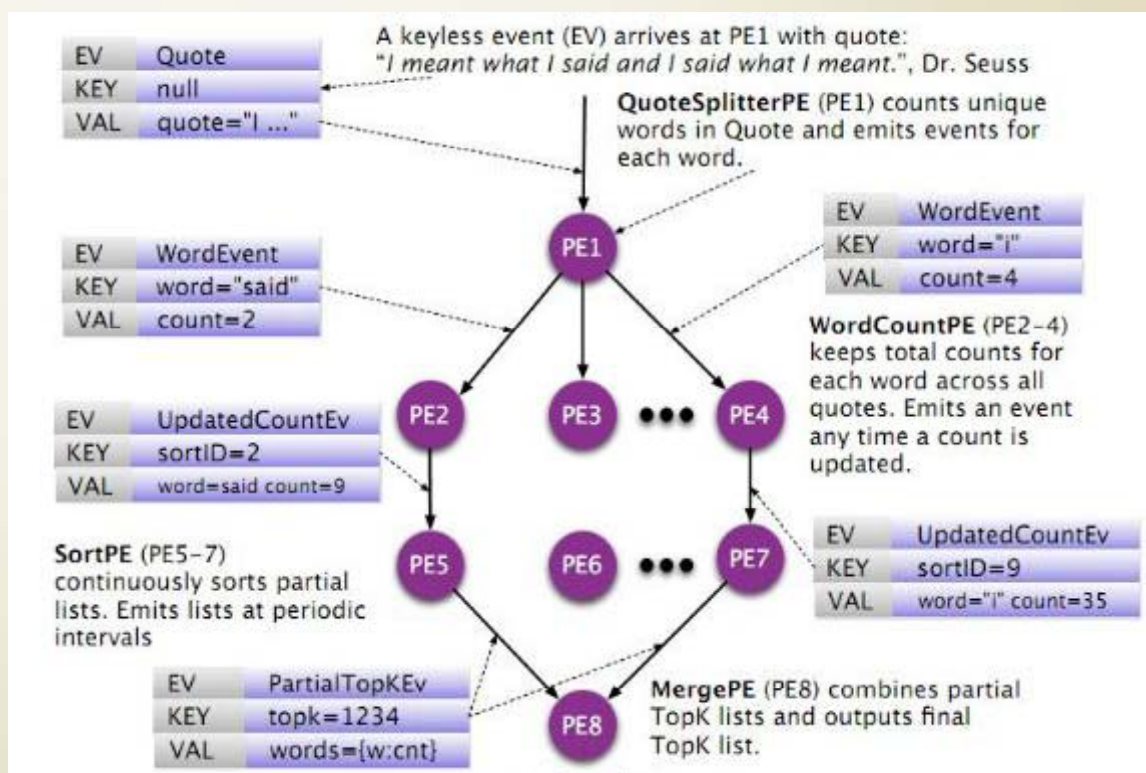 A keyless event (EV) arrives at PE1 with quote:
"I meant what I said and I said what I meant.", Dr. Seuss
EV Quote
KEY null
VAL quote="I ..."
QuoteSplitterPE (PE1) counts unique
words in Quote and emits events for
each word.
PE1
EV WordEvent
KEY word="said"
VAL count=2
EV WordEvent
KEY word="i"
VAL count=4
WordCountPE (PE2-4)
keeps total counts for
each word across all
quotes. Emits an event
any time a count is
updated.
PE2 PE3 ●●● PE4
EV UpdatedCountEv
KEY sortID=2
VAL word=said count=9
EV UpdatedCountEv
KEY sortID=9
VAL word="i" count=35
SortPE (PE5-7)
continuously sorts partial
lists. Emits lists at periodic
intervals
PE5 PE6 ●●● PE7
EV PartialTopKEv
KEY topk=1234
VAL words={w:cnt}
PE8
MergePE (PE8) combines partial
TopK lists and outputs final
TopK list.